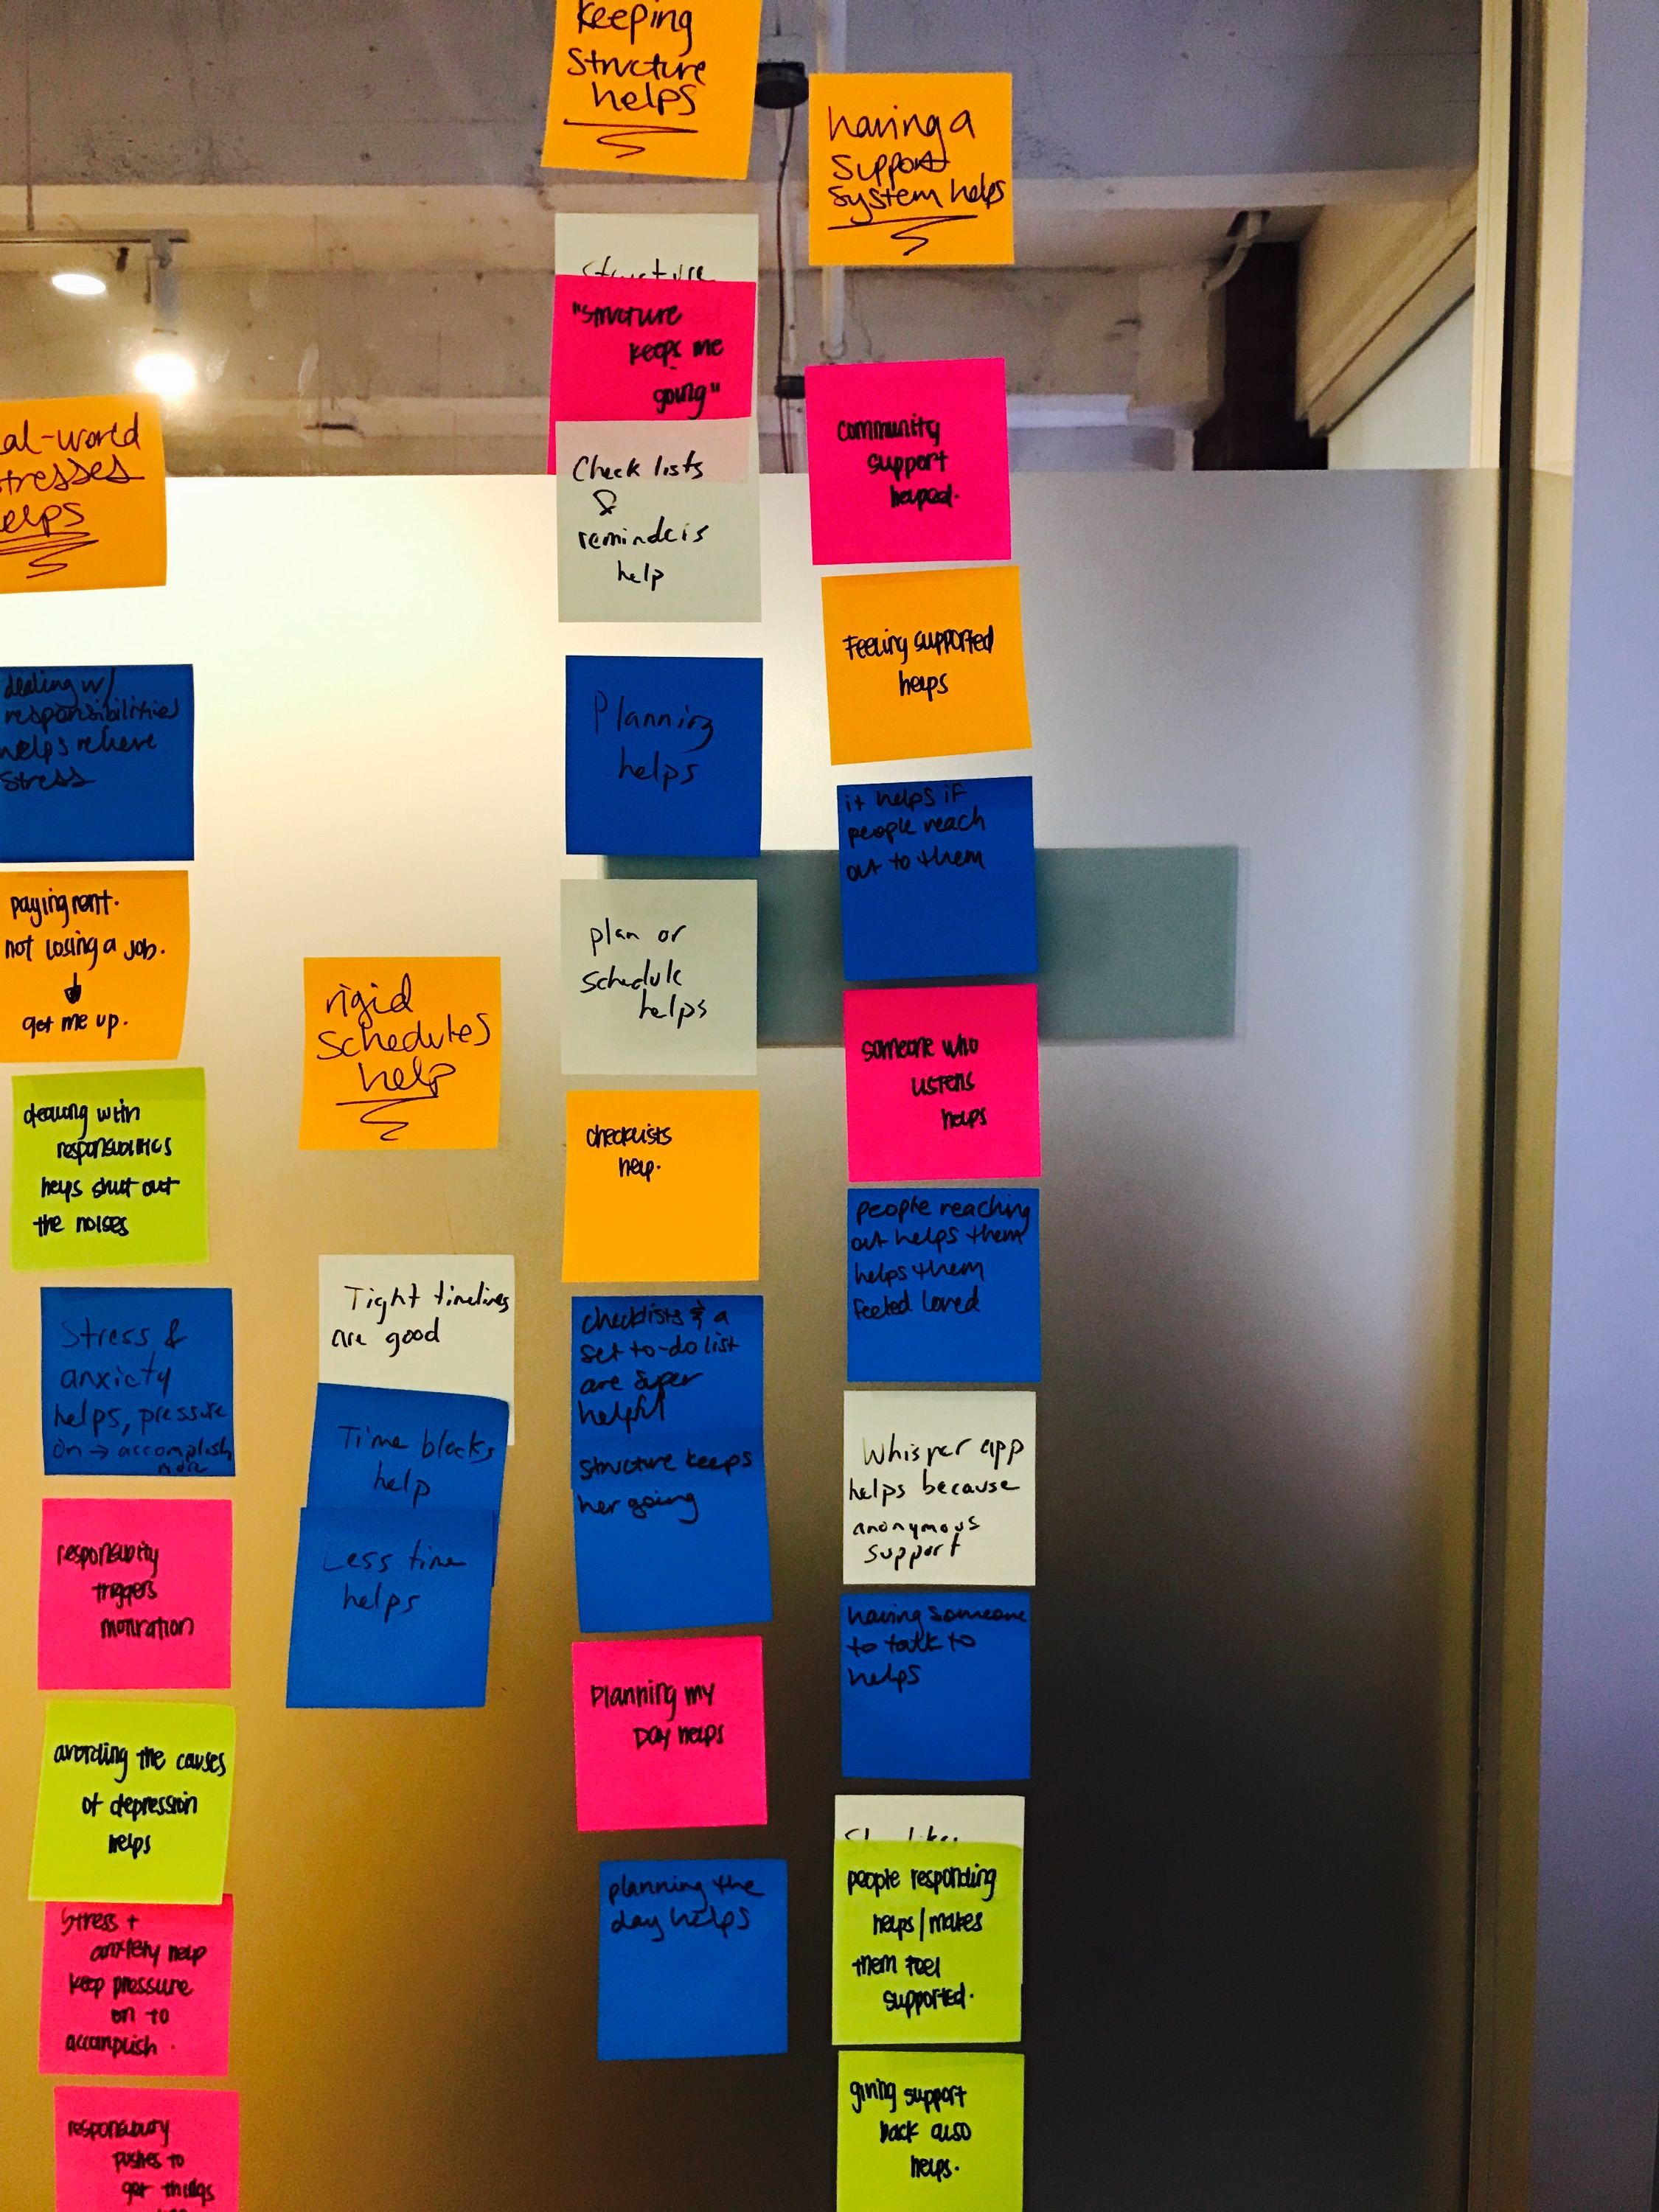 al-world
tresses
elps
dealing w/
responsibilities
helps relieve
stress
paying rent.
not losing a job.
get me up.
dealing with
responsibilities
helps shut out
the noises
Stress &
anxiety
helps, pressure
on → accomplish
more
responsibility
triggers
motivation
avoiding the causes
of depression
helps
Stress +
anxiety help
keep pressure
on to
accomplish.
responsibility
pushes to
get things
rigid
schedules
help
Tight timelines
are good
Time blocks
help
Less time
helps
keeping
structure
helps
structure
"structure
keeps me
going"
Check lists
&
reminders
help
Planning
helps
plan or
schedule
helps
checklists
help.
checklists & a
set to-do list
are super
helpful
structure keeps
her going
Planning my
Day helps
planning the
day helps
having a
support
system helps
community
support
helped.
Feeling supported
helps
it helps if
people reach
out to them
someone who
listens
helps
people reaching
out helps them
helps them
feeled loved
Whisper app
helps because
anonymous
support
having someone
to talk to
helps
She likes
people responding
helps/makes
them feel
supported.
giving support
back also
helps.